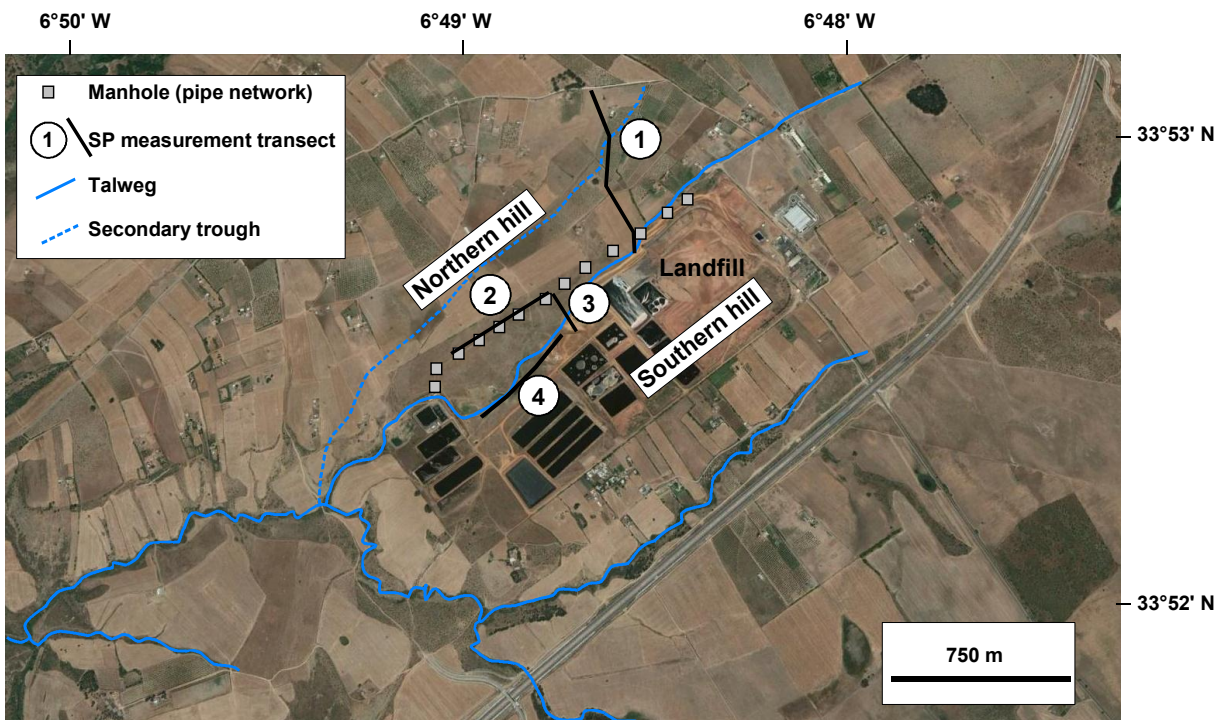 6°50' W
6°49' W
6°48' W
Manhole (pipe network)
1
SP measurement transect
Talweg
Secondary trough
1
33°53' N
Northern hill
Landfill
2
3
Southern hill
4
33°52' N
750 m